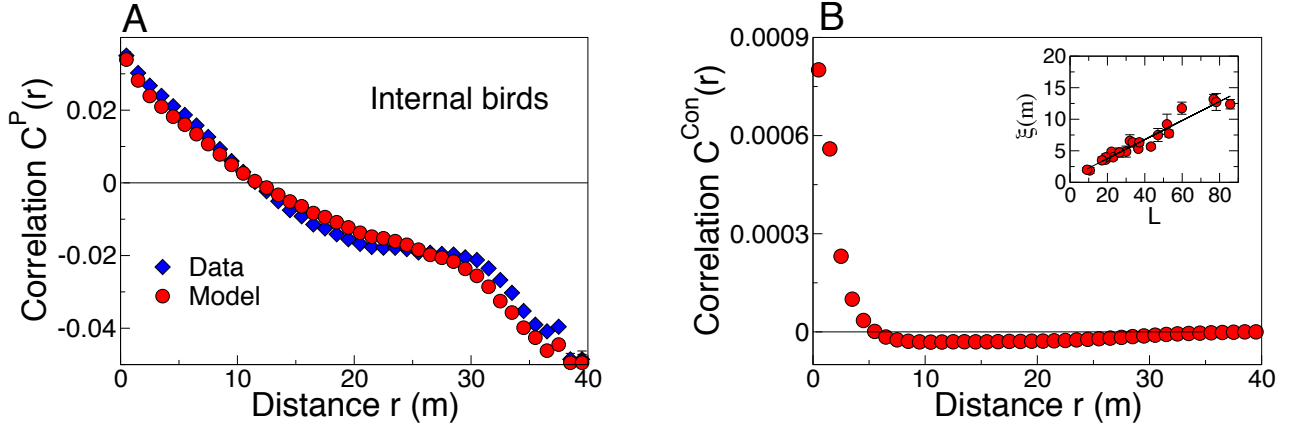 A
Correlation C^P(r)
0.02
0
-0.02
-0.04
Internal birds
Data
Model
0 10 20 30 40
Distance r (m)
B
Correlation C^Con(r)
0.0009
0.0006
0.0003
0
0 10 20 30 40
Distance r (m)
ξ(m)
20
15
10
5
0
0 20 40 60 80
L